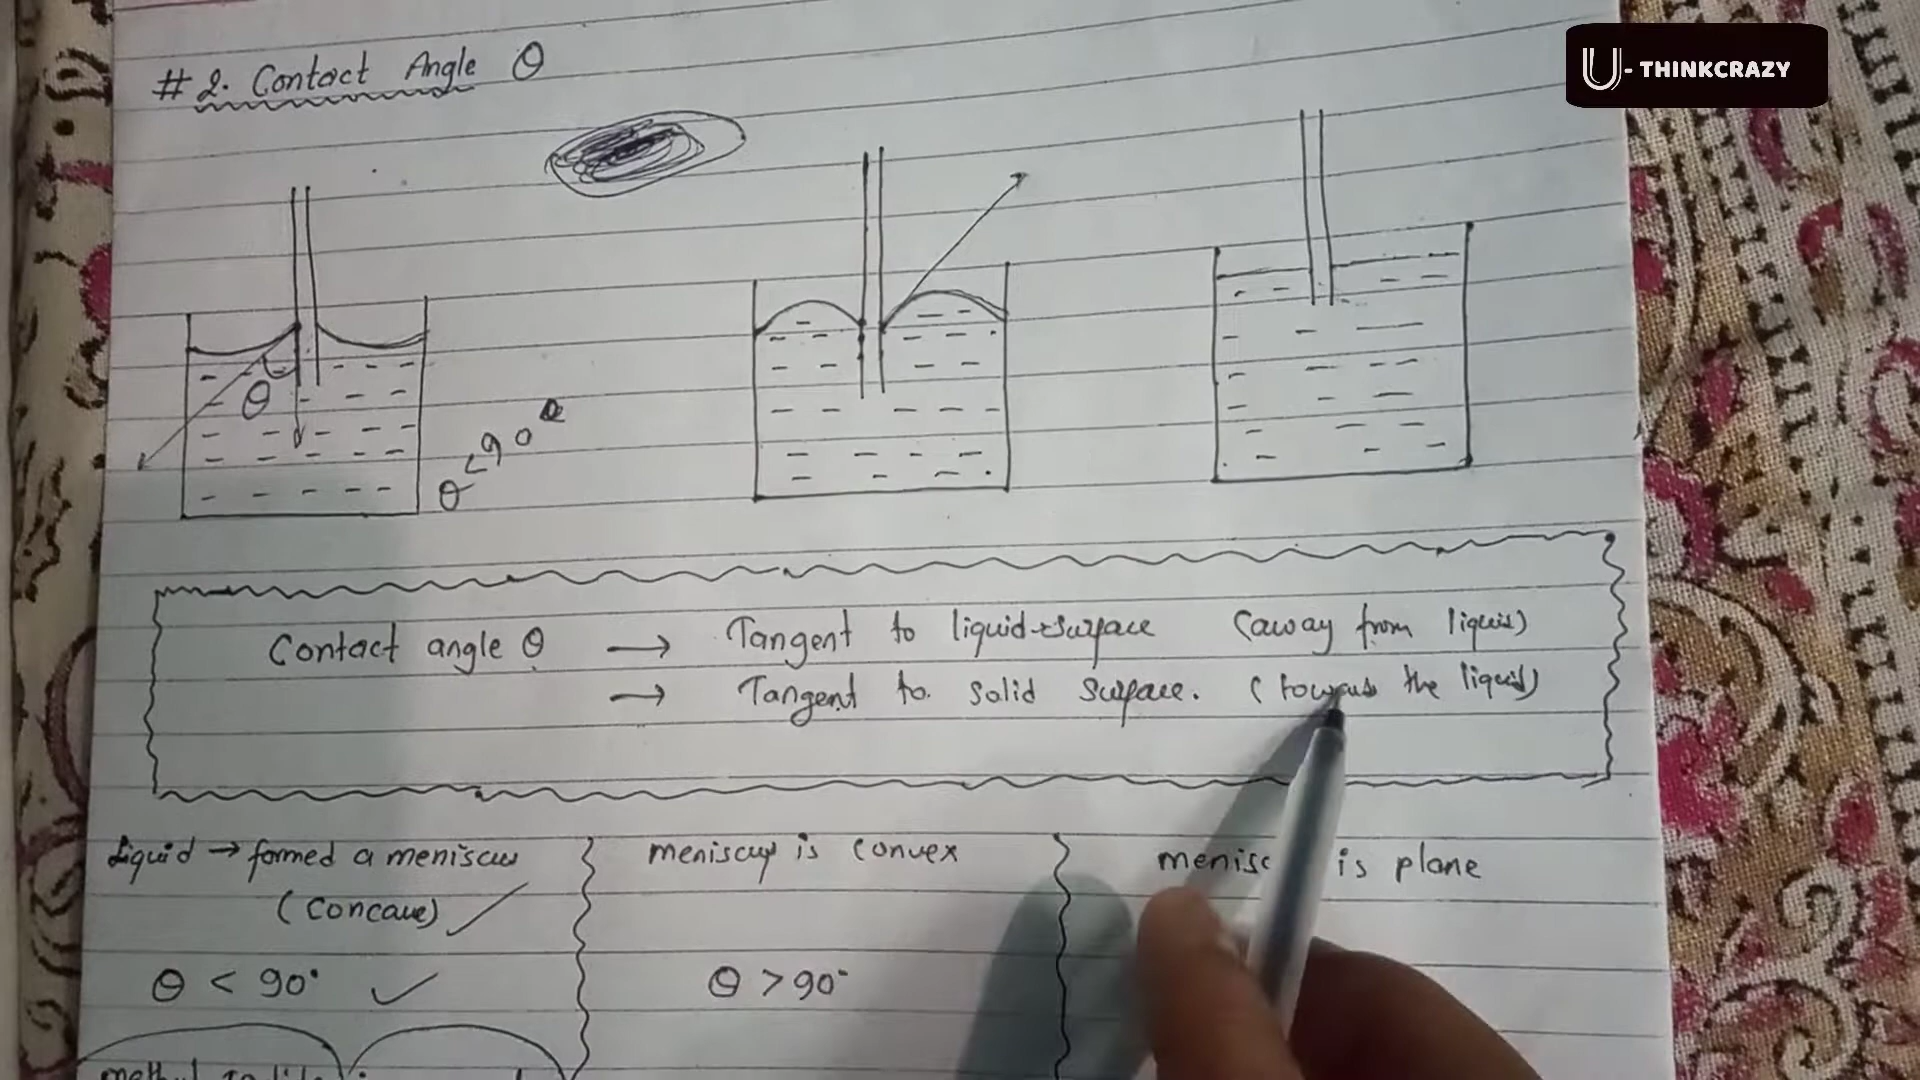 U - THINKCRAZY
# 2. Contact Angle θ
θ
θ < 90°
Contact angle θ → Tangent to liquid surface (away from liquid)
→ Tangent to solid surface. (towards the liquid)
Liquid → formed a meniscus
(Concave)
θ < 90°
meniscus is convex
θ > 90°
is plane